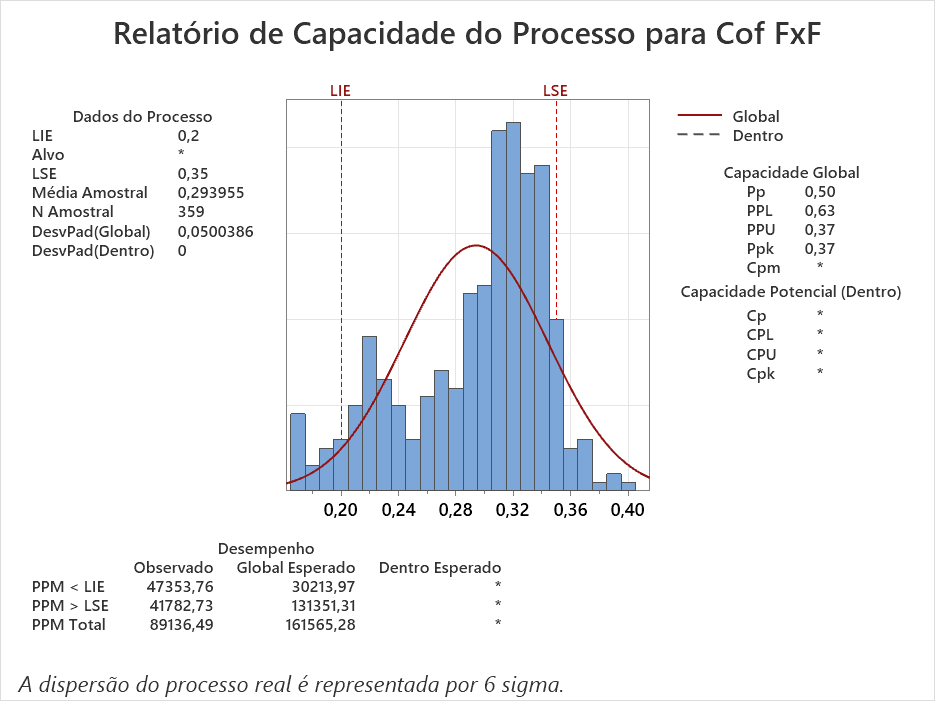 Relatório de Capacidade do Processo para Cof FxF
LIE LSE
Dados do Processo
LIE 0,2
Alvo *
LSE 0,35
Média Amostral 0,293955
N Amostral 359
DesvPad(Global) 0,0500386
DesvPad(Dentro) 0
Global
Dentro
Capacidade Global
Pp 0,50
PPL 0,63
PPU 0,37
Ppk 0,37
Cpm *
Capacidade Potencial (Dentro)
Cp *
CPL *
CPU *
Cpk *
0,20 0,24 0,28 0,32 0,36 0,40
Desempenho
Observado Global Esperado Dentro Esperado
PPM < LIE 47353,76 30213,97 *
PPM > LSE 41782,73 131351,31 *
PPM Total 89136,49 161565,28 *
A dispersão do processo real é representada por 6 sigma.